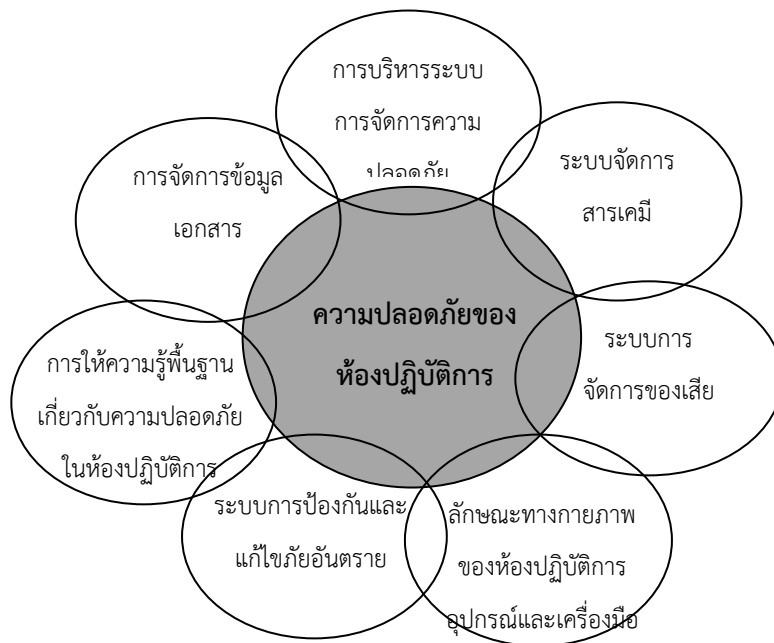 การบริหารระบบ
การจัดการความ
ปลอดภัย
ระบบจัดการ
สารเคมี
ระบบการ
จัดการของเสีย
ลักษณะทางกายภาพ
ของห้องปฏิบัติการ
อุปกรณ์และเครื่องมือ
ระบบการป้องกันและ
แก้ไขภัยอันตราย
การให้ความรู้พื้นฐาน
เกี่ยวกับความปลอดภัย
ในห้องปฏิบัติการ
การจัดการข้อมูล
เอกสาร
ความปลอดภัยของ
ห้องปฏิบัติการ